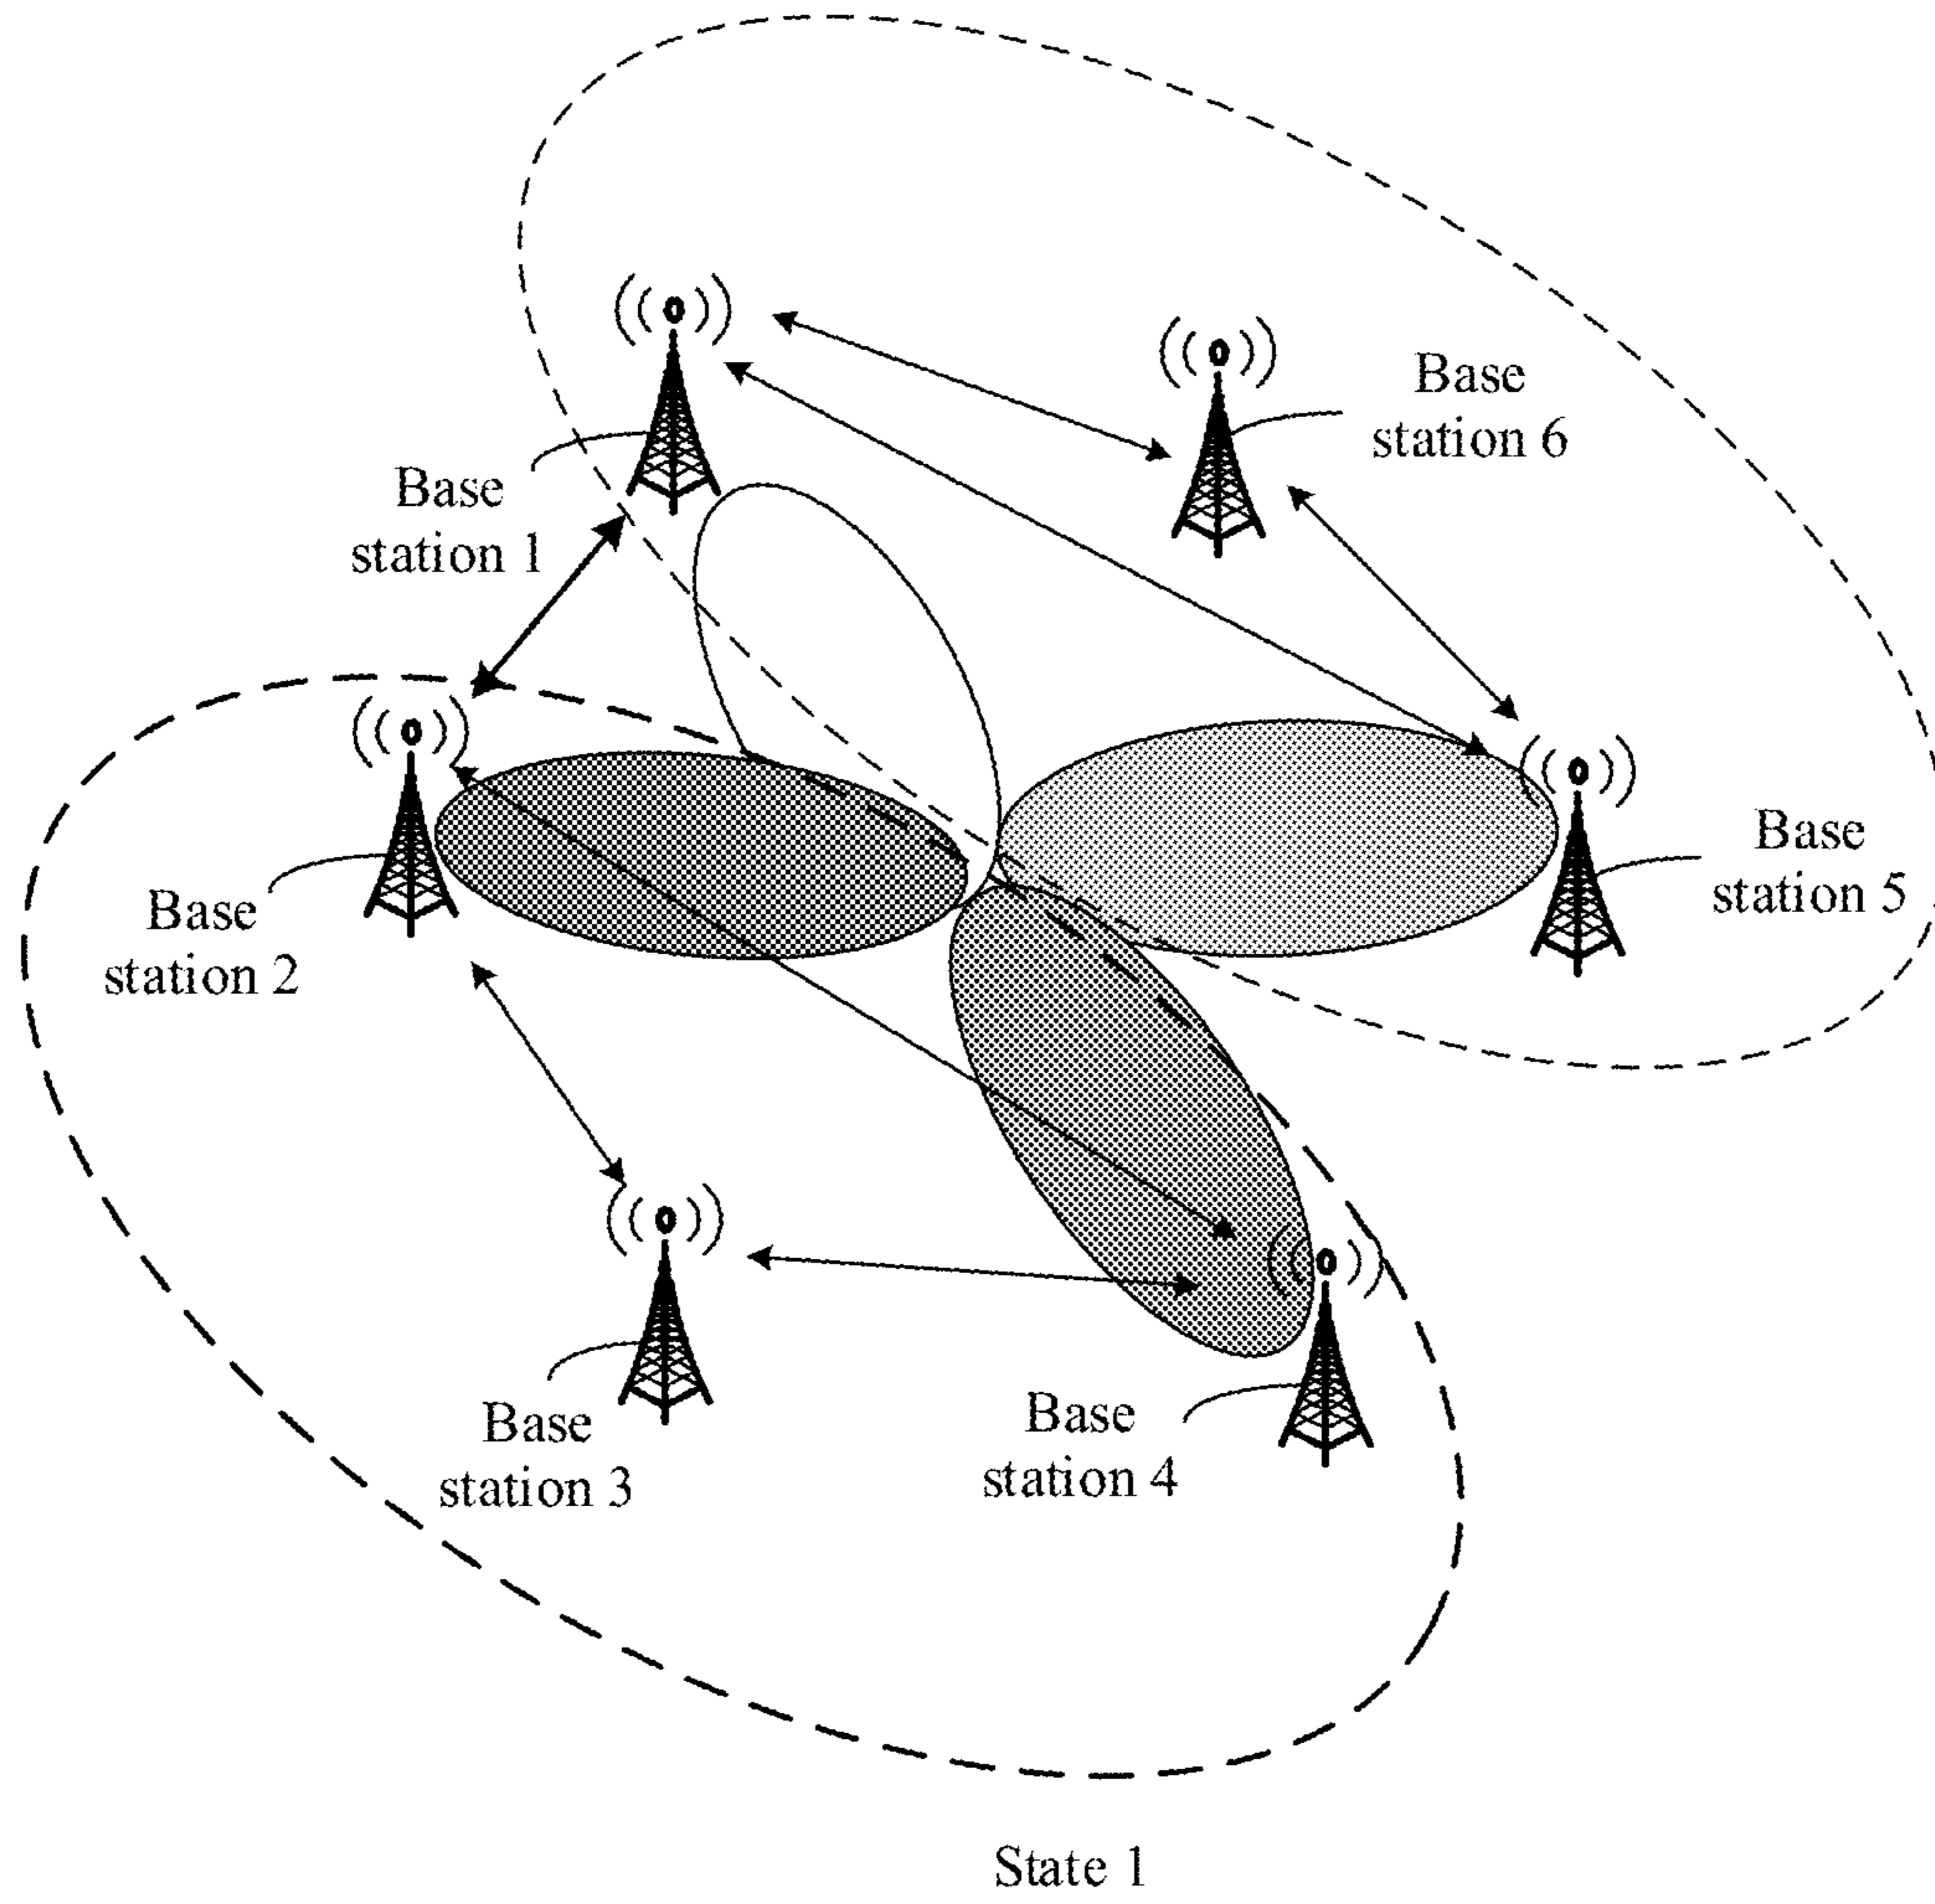 Base
station 6
Base
station 1
Base
station 5
Base
station 2
Base
station 3
Base
station 4
State 1